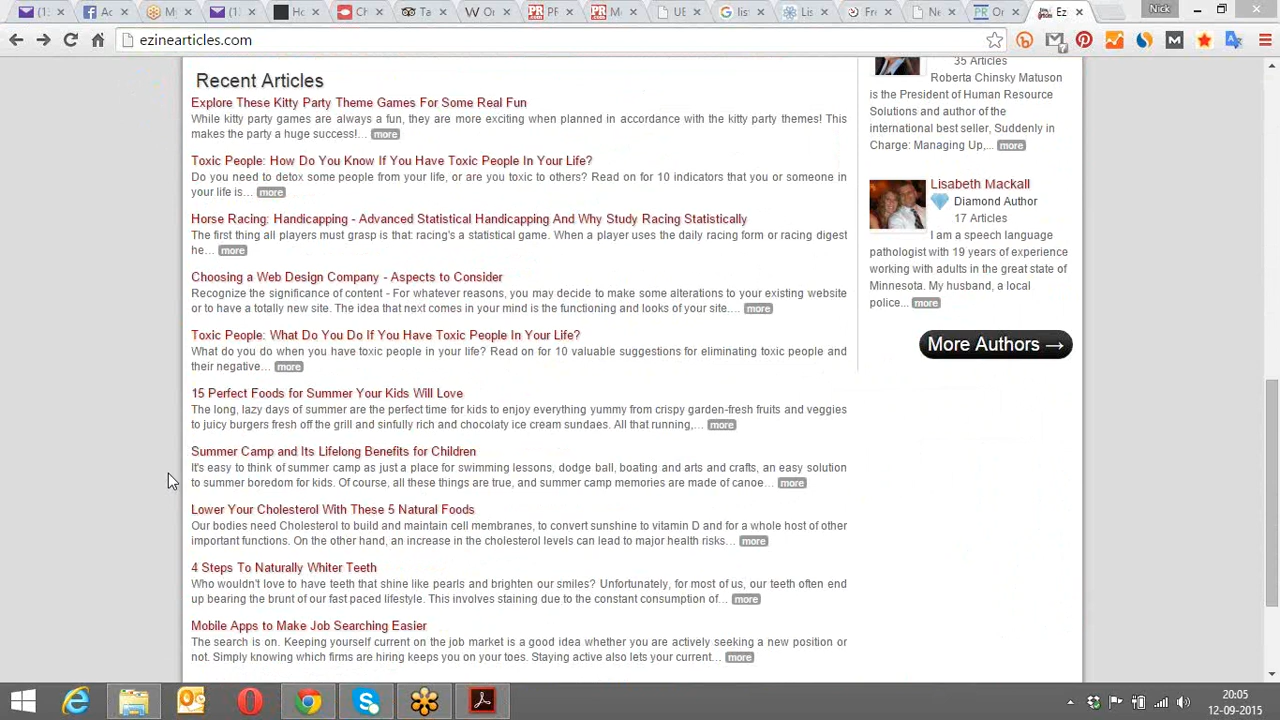 (1:
Fac
My
(1:
Ho
Ch
Ta
Or
PF
M
UE
list
Lis
Fre
Ne
Or
Ez
Nick
ezinearticles.com
Recent Articles
Explore These Kitty Party Theme Games For Some Real Fun
While kitty party games are always a fun, they are more exciting when planned in accordance with the kitty party themes! This
makes the party a huge success!... more
Toxic People: How Do You Know If You Have Toxic People In Your Life?
Do you need to detox some people from your life, or are you toxic to others? Read on for 10 indicators that you or someone in
your life is... more
Horse Racing: Handicapping - Advanced Statistical Handicapping And Why Study Racing Statistically
The first thing all players must grasp is that: racing's a statistical game. When a player uses the daily racing form or racing digest
he... more
Choosing a Web Design Company - Aspects to Consider
Recognize the significance of content - For whatever reasons, you may decide to make some alterations to your existing website
or to have a totally new site. The idea that next comes in your mind is the functioning and looks of your site.... more
Toxic People: What Do You Do If You Have Toxic People In Your Life?
What do you do when you have toxic people in your life? Read on for 10 valuable suggestions for eliminating toxic people and
their negative... more
15 Perfect Foods for Summer Your Kids Will Love
The long, lazy days of summer are the perfect time for kids to enjoy everything yummy from crispy garden-fresh fruits and veggies
to juicy burgers fresh off the grill and sinfully rich and chocolaty ice cream sundaes. All that running,... more
Summer Camp and Its Lifelong Benefits for Children
It's easy to think of summer camp as just a place for swimming lessons, dodge ball, boating and arts and crafts, an easy solution
to summer boredom for kids. Of course, all these things are true, and summer camp memories are made of canoe... more
Lower Your Cholesterol With These 5 Natural Foods
Our bodies need Cholesterol to build and maintain cell membranes, to convert sunshine to vitamin D and for a whole host of other
important functions. On the other hand, an increase in the cholesterol levels can lead to major health risks... more
4 Steps To Naturally Whiter Teeth
Who wouldn't love to have teeth that shine like pearls and brighten our smiles? Unfortunately, for most of us, our teeth often end
up bearing the brunt of our fast paced lifestyle. This involves staining due to the constant consumption of... more
Mobile Apps to Make Job Searching Easier
The search is on. Keeping yourself current on the job market is a good idea whether you are actively seeking a new position or
not. Simply knowing which firms are hiring keeps you on your toes. Staying active also lets your current... more
35 Articles
Roberta Chinsky Matuson
is the President of Human Resource
Solutions and author of the
international best seller, Suddenly in
Charge: Managing Up,... more
Lisabeth Mackall
Diamond Author
17 Articles
I am a speech language
pathologist with 19 years of experience
working with adults in the great state of
Minnesota. My husband, a local
police... more
More Authors →
20:05
12-09-2015